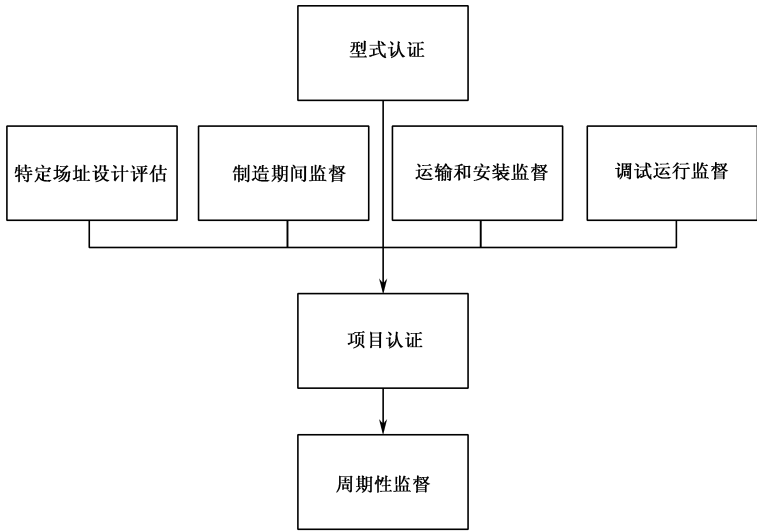 型式认证
特定场址设计评估
制造期间监督
运输和安装监督
调试运行监督
项目认证
周期性监督